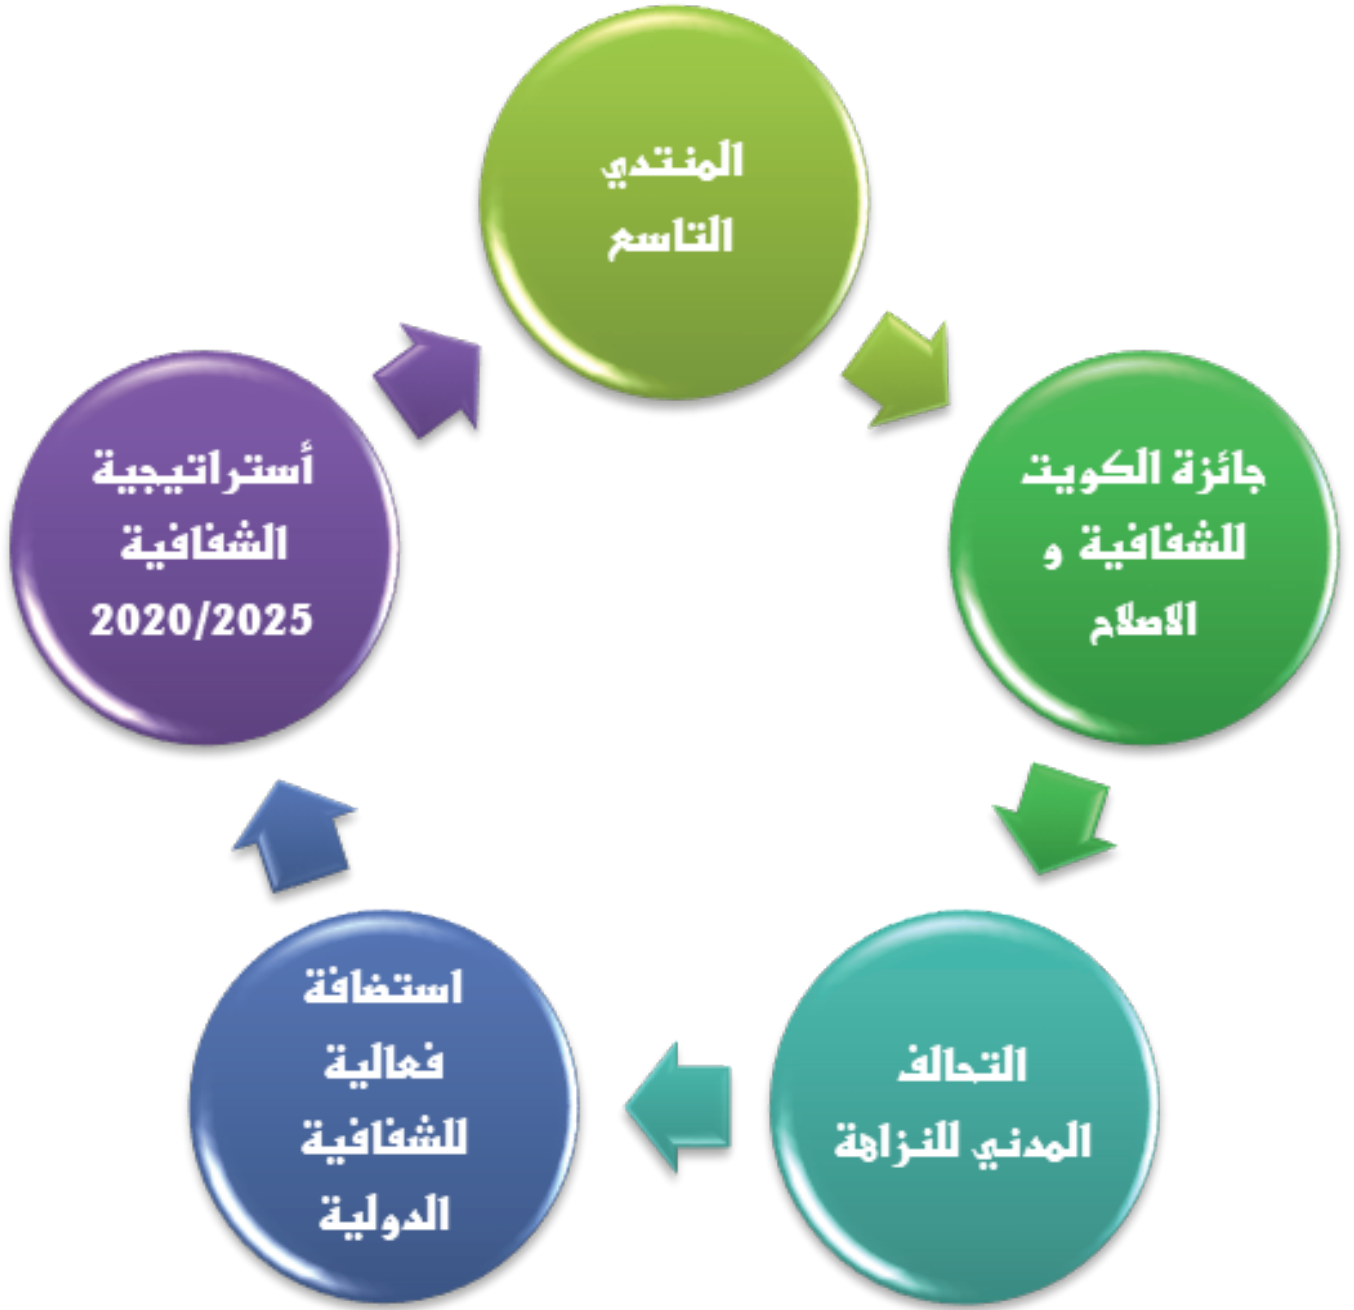 المنتدي
التاسع
جائزة الكويت
للشفافية و
الاصلاح
التحالف
المدني للنزاهة
استضافة
فعالية
للشفافية
الدولية
أستراتيجية
الشفافية
2020/2025